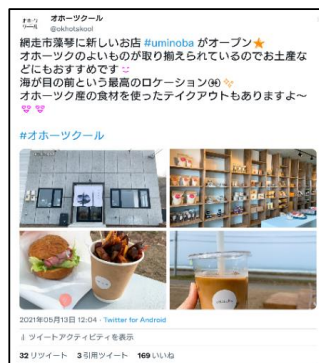 オホーツクール
@okhotakool
網走市藻琴に新しいお店 #uminoba がオープン⭐
オホーツクのよいものが取り揃えられているのでお土産な
どにもおすすめです
海が目の前という最高のロケーション
オホーツク産の食材を使ったテイクアウトもありますよ〜
#オホーツクール
2021年05月13日 12:04 · Twitter for Android
ツイートアクティビティを表示
32 リツイート 3 引用ツイート 169 いいね